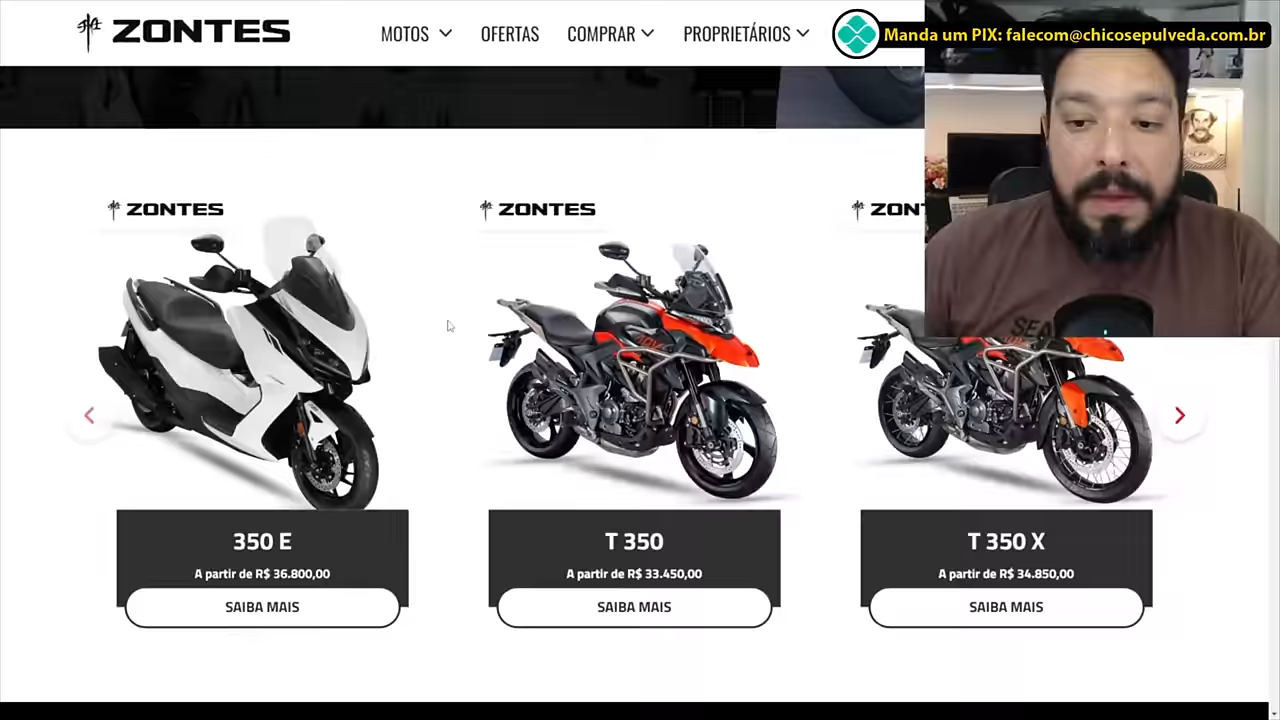 ZONTES
MOTOS
OFERTAS
COMPRAR
PROPRIETÁRIOS
Manda um PIX: falecom@chicosepulveda.com.br
ZONTES
ZONTES
ZONT
SEA
350 E
A partir de R$ 36.800,00
SAIBA MAIS
T 350
A partir de R$ 33.450,00
SAIBA MAIS
T 350 X
A partir de R$ 34.850,00
SAIBA MAIS